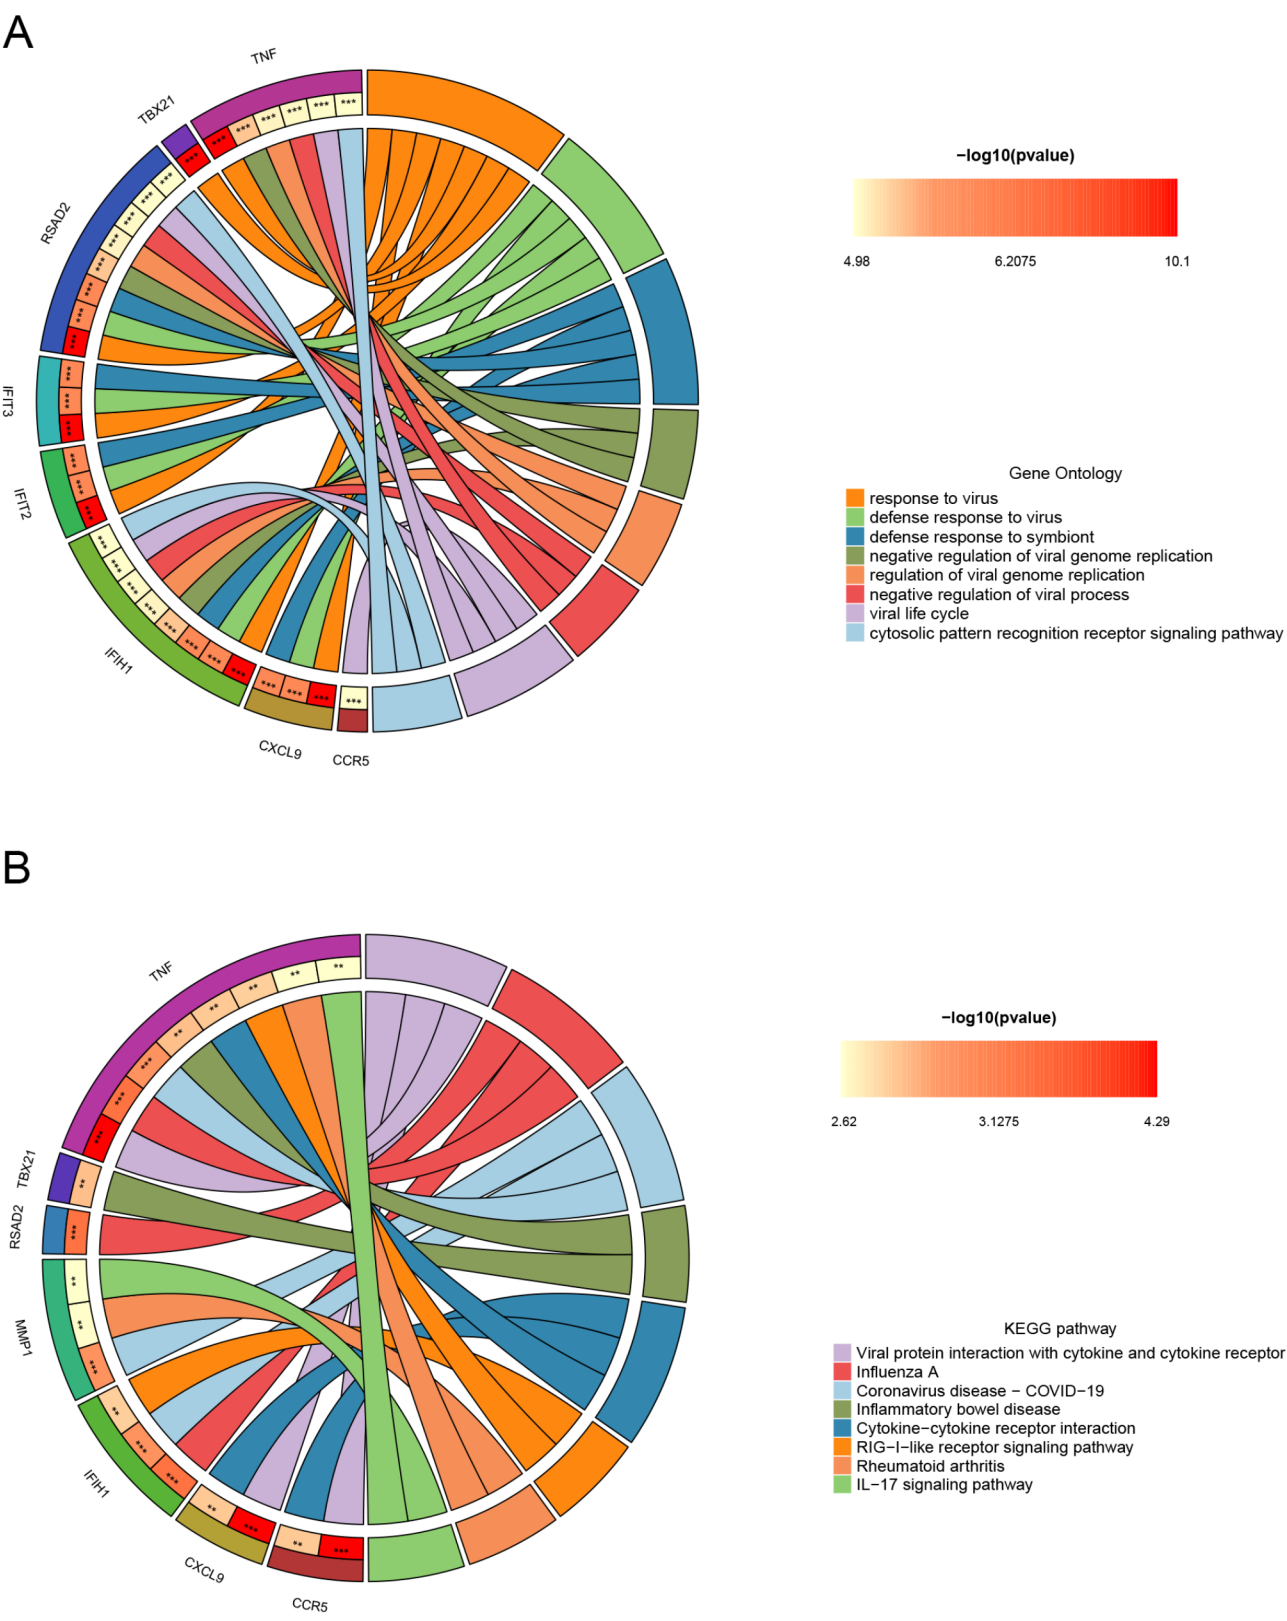 A
TNF
TBX21
RSAD2
IFIT3
IFIT2
IFIH1
CXCL9
CCR5
*** *** *** *** *** ***
***
*** *** *** *** *** *** *** ***
*** *** ***
*** *** ***
*** *** *** *** *** *** *** ***
*** *** ***
***
−log10(pvalue)
4.98 6.2075 10.1
Gene Ontology
response to virus
defense response to virus
defense response to symbiont
negative regulation of viral genome replication
regulation of viral genome replication
negative regulation of viral process
viral life cycle
cytosolic pattern recognition receptor signaling pathway
B
TNF
TBX21
RSAD2
MMP1
IFIH1
CXCL9
CCR5
*** *** *** ** ** ** ** **
**
***
** ** ***
** *** ***
** ***
** ***
−log10(pvalue)
2.62 3.1275 4.29
KEGG pathway
Viral protein interaction with cytokine and cytokine receptor
Influenza A
Coronavirus disease − COVID−19
Inflammatory bowel disease
Cytokine−cytokine receptor interaction
RIG−I−like receptor signaling pathway
Rheumatoid arthritis
IL−17 signaling pathway